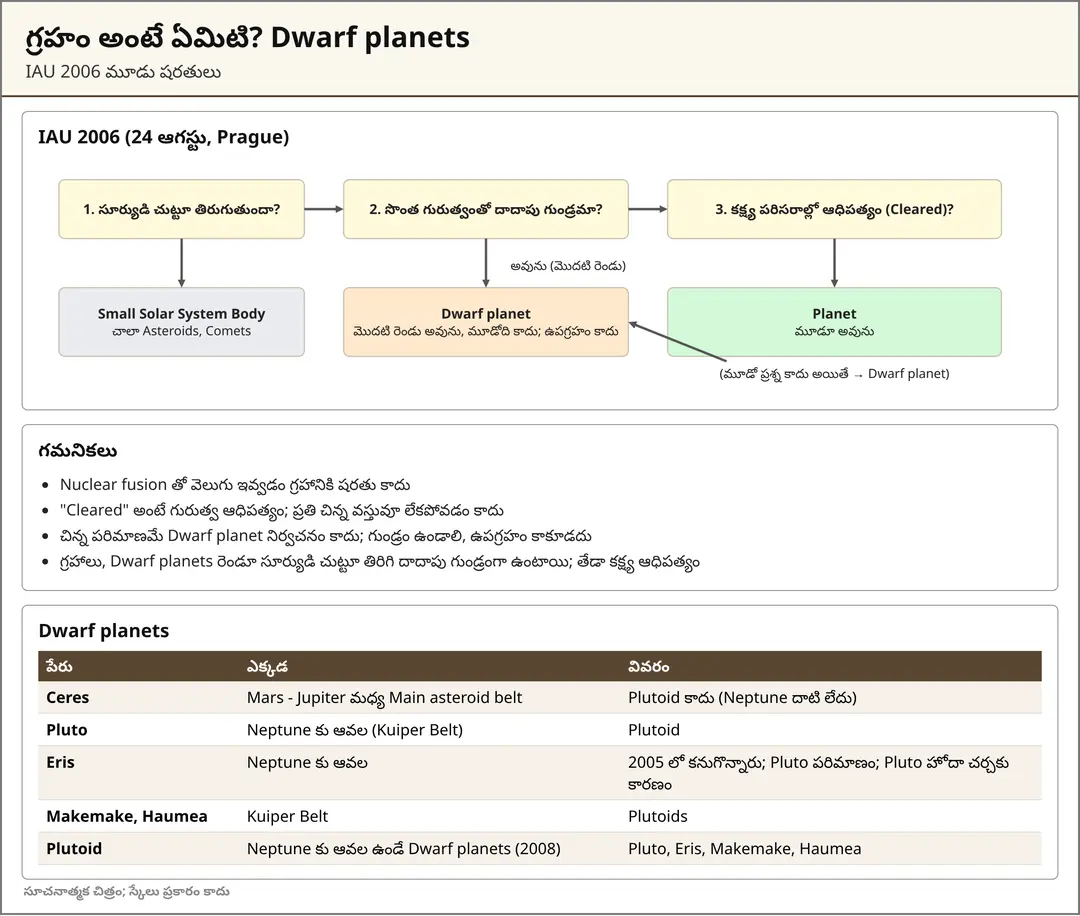 గ్రహం అంటే ఏమిటి? Dwarf planets
IAU 2006 మూడు షరతులు
IAU 2006 (24 ఆగస్టు, Prague)
1. సూర్యుడి చుట్టూ తిరుగుతుందా?
2. సొంత గురుత్వంతో దాదాపు గుండ్రమా?
3. కక్ష్య పరిసరాల్లో ఆధిపత్యం (Cleared)?
అవును (మొదటి రెండు)
Small Solar System Body
చాలా Asteroids, Comets
Dwarf planet
మొదటి రెండు అవును, మూడోది కాదు; ఉపగ్రహం కాదు
Planet
మూడూ అవును
(మూడో ప్రశ్న కాదు అయితే → Dwarf planet)
గమనికలు
• Nuclear fusion తో వెలుగు ఇవ్వడం గ్రహానికి షరతు కాదు
• "Cleared" అంటే గురుత్వ ఆధిపత్యం; ప్రతి చిన్న వస్తువూ లేకపోవడం కాదు
• చిన్న పరిమాణమే Dwarf planet నిర్వచనం కాదు; గుండ్రం ఉండాలి, ఉపగ్రహం కాకూడదు
• గ్రహాలు, Dwarf planets రెండూ సూర్యుడి చుట్టూ తిరిగి దాదాపు గుండ్రంగా ఉంటాయి; తేడా కక్ష్య ఆధిపత్యం
Dwarf planets
పేరు ఎక్కడ వివరం
Ceres Mars - Jupiter మధ్య Main asteroid belt Plutoid కాదు (Neptune దాటి లేదు)
Pluto Neptune కు ఆవల (Kuiper Belt) Plutoid
Eris Neptune కు ఆవల 2005 లో కనుగొన్నారు; Pluto పరిమాణం; Pluto హోదా చర్చకు
కారణం
Makemake, Haumea Kuiper Belt Plutoids
Plutoid Neptune కు ఆవల ఉండే Dwarf planets (2008) Pluto, Eris, Makemake, Haumea
సూచనాత్మక చిత్రం; స్కేలు ప్రకారం కాదు